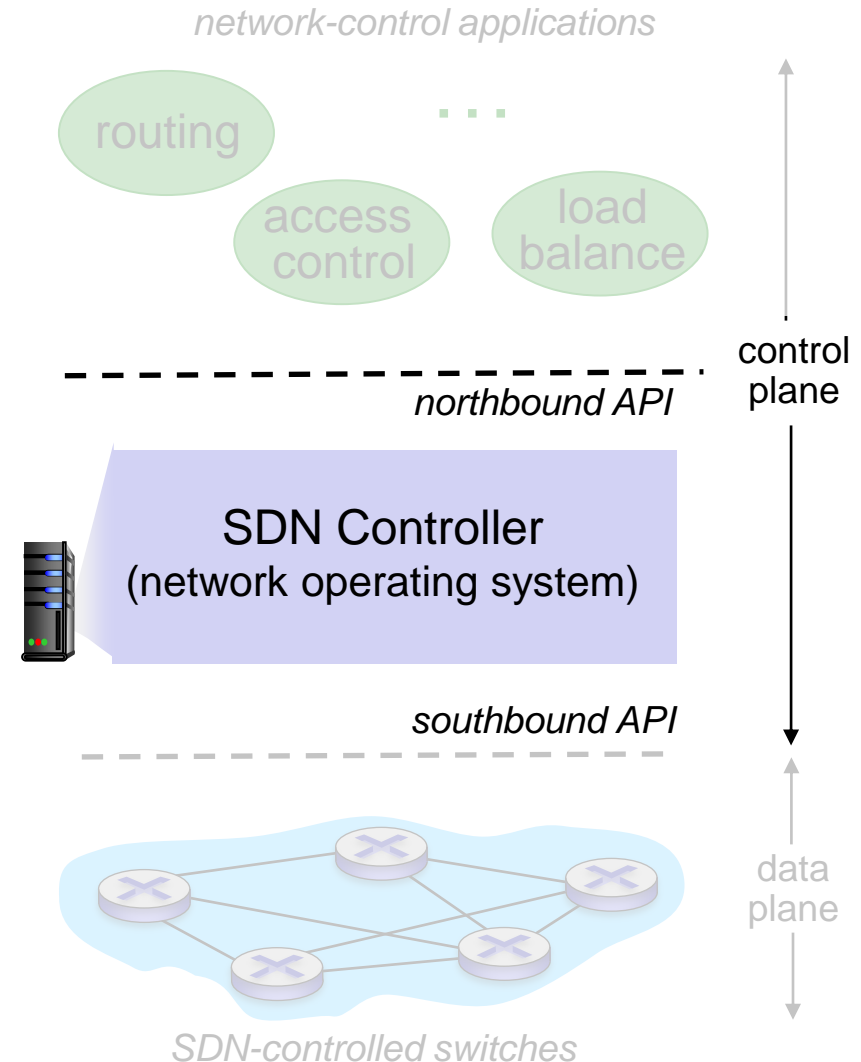 network-control applications
routing
. . .
access
control
load
balance
control
plane
northbound API
SDN Controller
(network operating system)
southbound API
data
plane
SDN-controlled switches